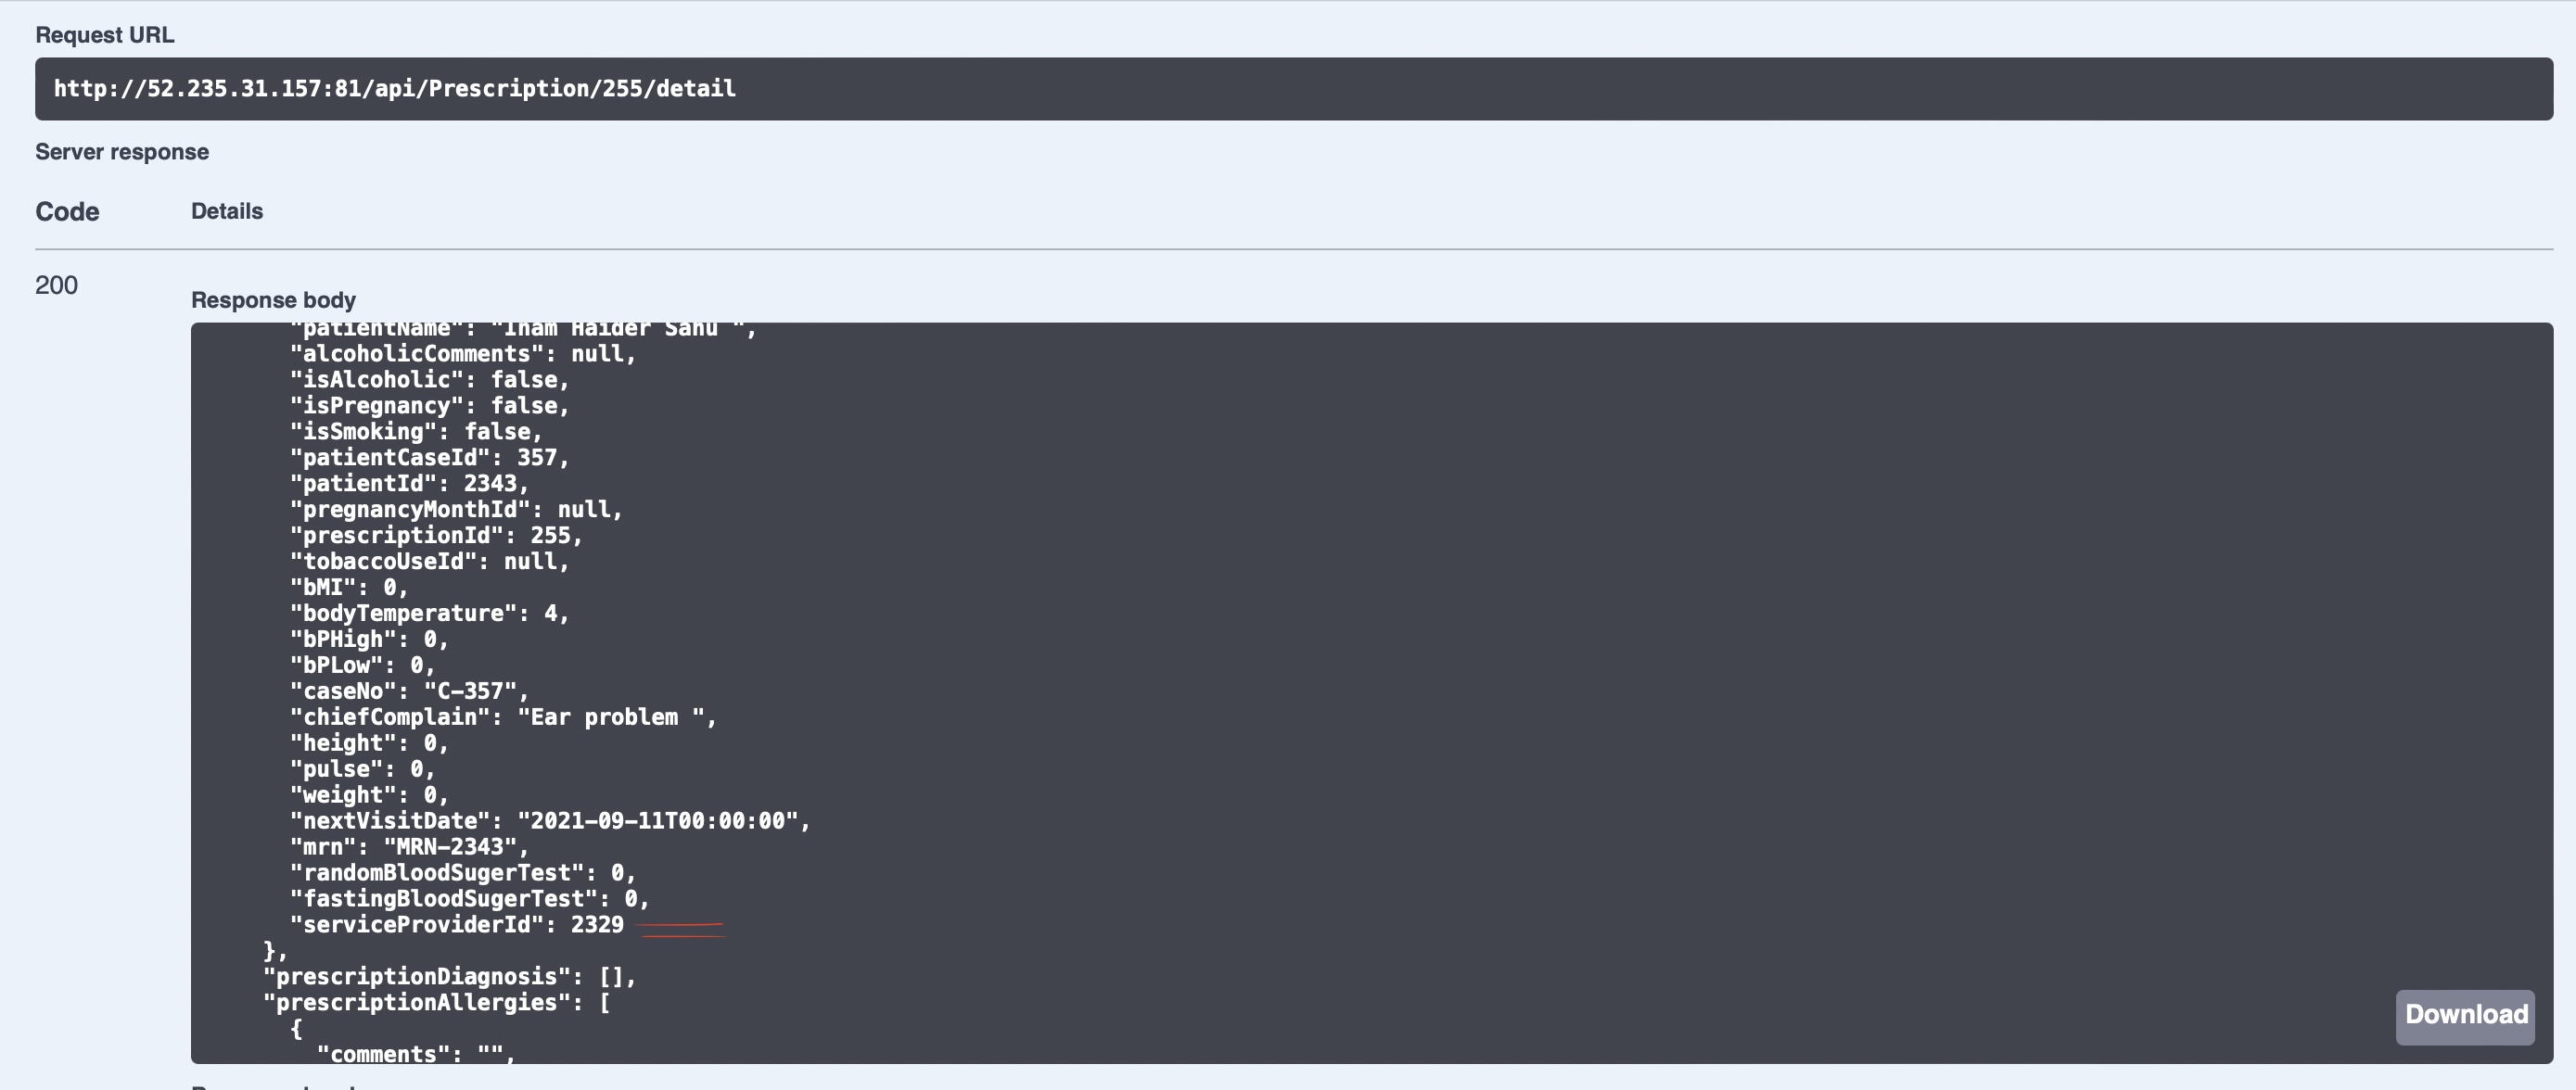 Request URL
http://52.235.31.157:81/api/Prescription/255/detail
Server response
Code Details
200
Response body
"patientName": "Inam Haider Sahu ",
"alcoholicComments": null,
"isAlcoholic": false,
"isPregnancy": false,
"isSmoking": false,
"patientCaseId": 357,
"patientId": 2343,
"pregnancyMonthId": null,
"prescriptionId": 255,
"tobaccoUseId": null,
"bMI": 0,
"bodyTemperature": 4,
"bPHigh": 0,
"bPLow": 0,
"caseNo": "C-357",
"chiefComplain": "Ear problem ",
"height": 0,
"pulse": 0,
"weight": 0,
"nextVisitDate": "2021-09-11T00:00:00",
"mrn": "MRN-2343",
"randomBloodSugerTest": 0,
"fastingBloodSugerTest": 0,
"serviceProviderId": 2329
},
"prescriptionDiagnosis": [],
"prescriptionAllergies": [
{
"comments": "",
Download